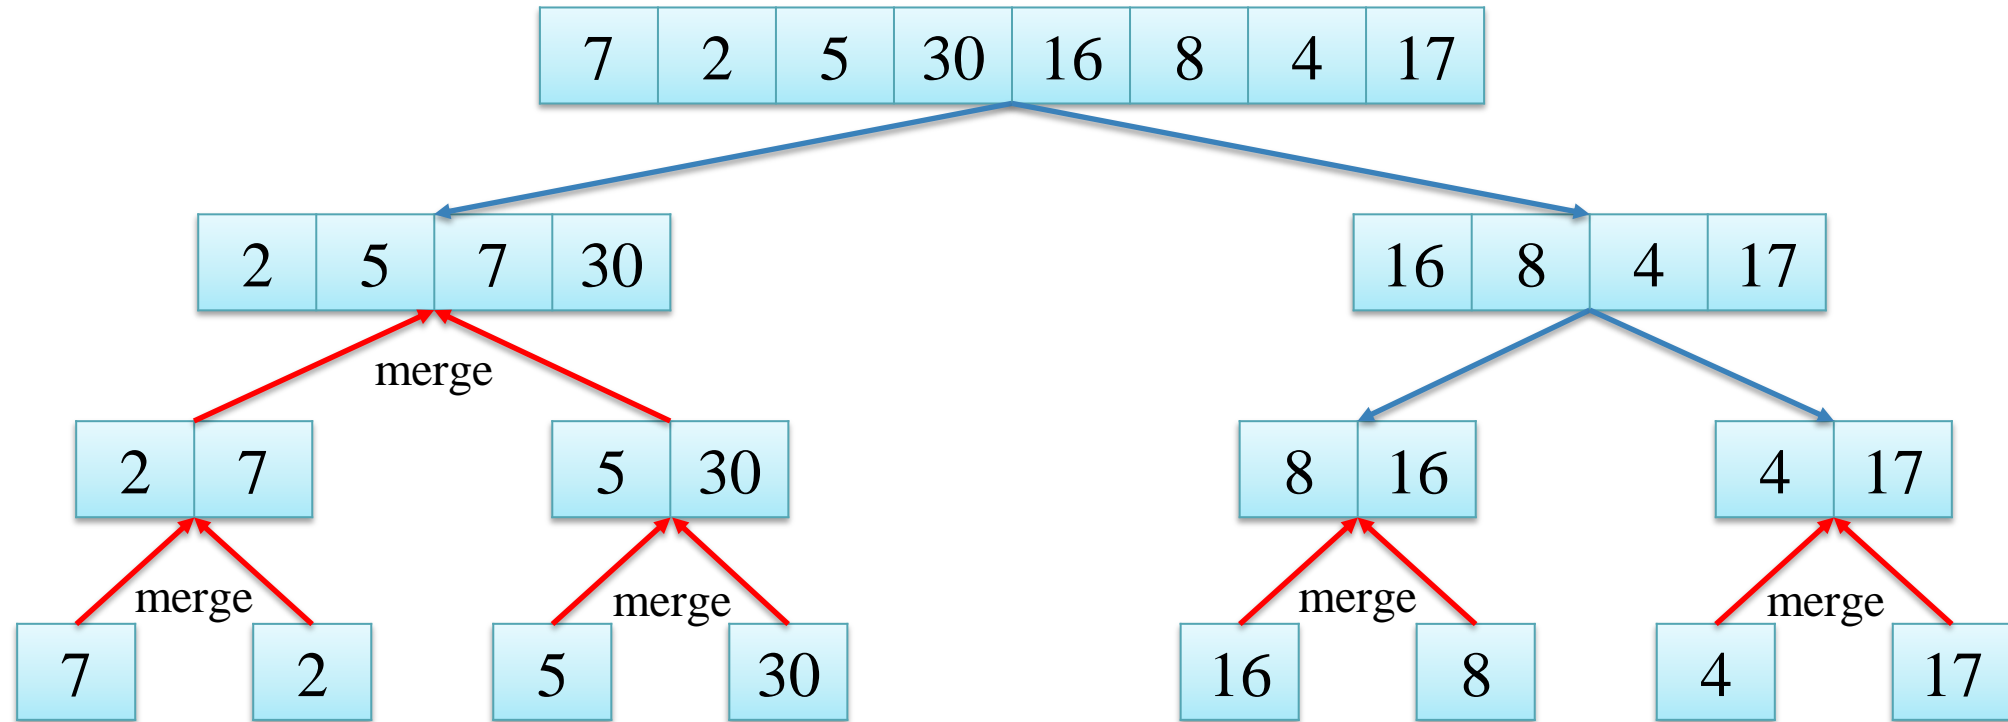 7 2 5 30 16 8 4 17
2 5 7 30 16 8 4 17
merge
2 7 5 30 8 16 4 17
merge merge merge merge
7 2 5 30 16 8 4 17